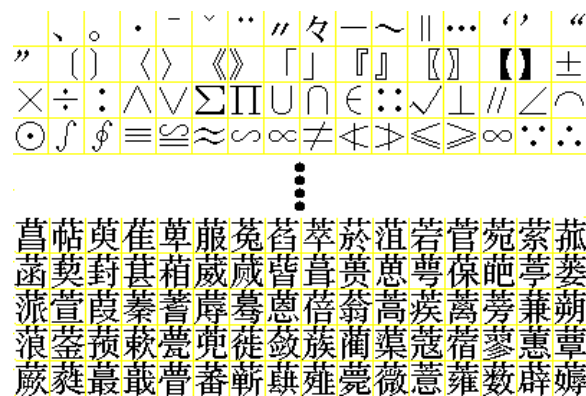 、。·ˉˇ¨〃々—～‖…‘’“
”〔〕〈〉《》「」『』〖〗【】±
×÷∶∧∨∑∏∪∩∈∷√⊥∥∠⌒
⊙∫∮≡≌≈∽∝≠≮≯≤≥∞∵∴
菖萜萸萑萆菔菟萏萃菸菹菪菅菀萦菰
菡葜葑葚葙葳蒇蒈葺蒉葸萼葆葩葶蒌
蒎萱葭蓁蓍蓐蓦蒽蓓蓊蒿蒺蓠蒡蒹蒴
蒗蓥蓣蔌甍蔸蓰蔹蔟蔺蕖蔻蓿蓼蕙蕈
蕨蕤蕞蕺瞢蕃蕲蕻薤薨薇薏蕹薮薜薅